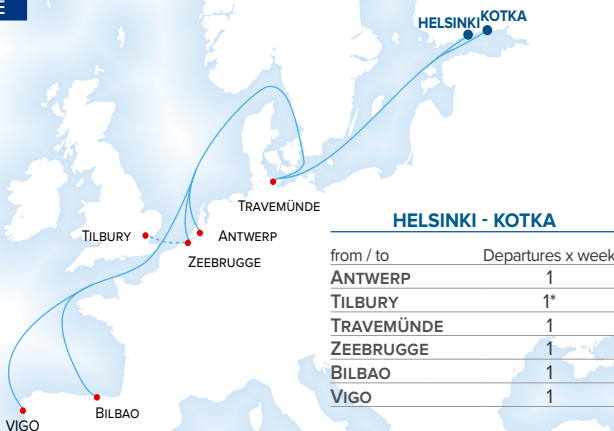 E
HELSINKI KOTKA
TRAVEMÜNDE
TILBURY
ANTWERP
ZEEBRUGGE
BILBAO
VIGO
HELSINKI - KOTKA
from / to Departures x week
ANTWERP 1
TILBURY 1*
TRAVEMÜNDE 1
ZEEBRUGGE 1
BILBAO 1
VIGO 1